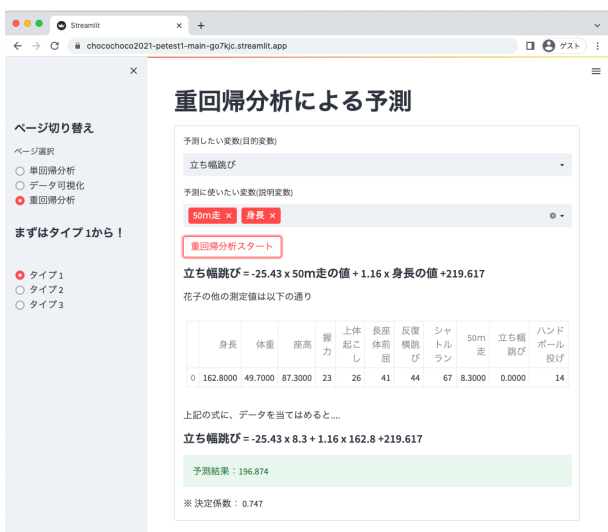 Streamlit
chocochoco2021-petest1-main-go7kjc.streamlit.app
ゲスト
ページ切り替え
ページ選択
単回帰分析
データ可視化
重回帰分析
まずはタイプ 1から！
タイプ 1
タイプ 2
タイプ 3
重回帰分析による予測
予測したい変数(目的変数)
立ち幅跳び
予測に使いたい変数(説明変数)
50m走 × 身長 ×
重回帰分析スタート
立ち幅跳び = -25.43 x 50m走の値 + 1.16 x 身長の値 +219.617
花子の他の測定値は以下の通り
身長 体重 座高 握力 上体起こし 長座体前屈 反復横跳び シャトルラン 50m走 立ち幅跳び ハンドボール投げ
0 162.8000 49.7000 87.3000 23 26 41 44 67 8.3000 0.0000 14
上記の式に、データを当てはめると....
立ち幅跳び = -25.43 x 8.3 + 1.16 x 162.8 +219.617
予測結果：196.874
※ 決定係数： 0.747